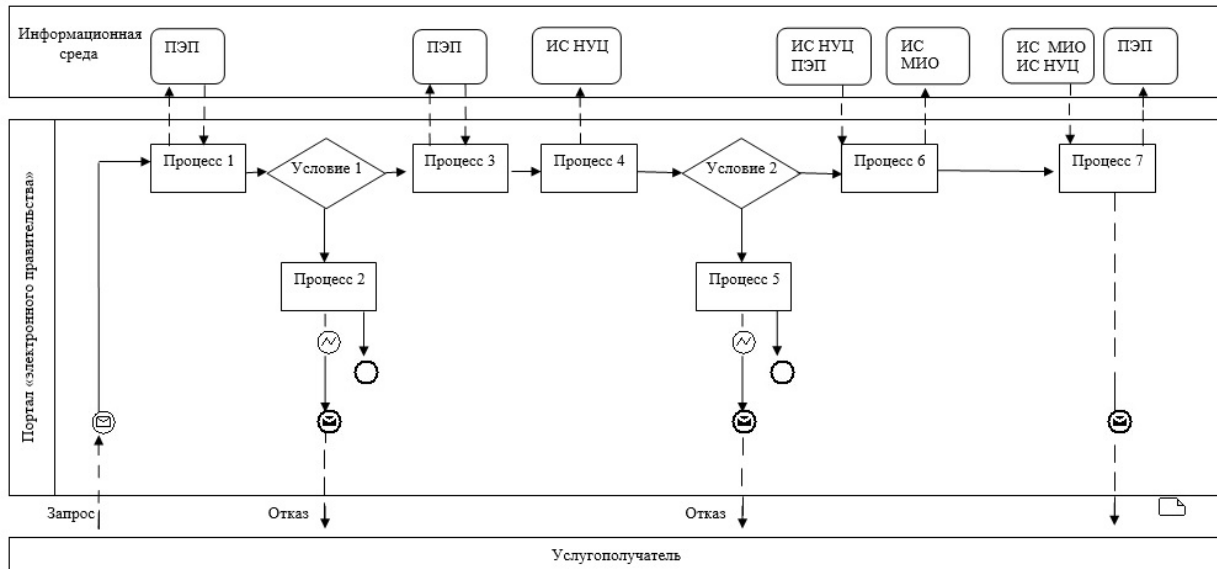 Информационная
среда
ПЭП
ПЭП
ИС НУЦ
ИС НУЦ
ПЭП
ИС
МИО
ИС МИО
ИС НУЦ
ПЭП
Портал «электронного правительства»
Процесс 1
Условие 1
Процесс 3
Процесс 4
Условие 2
Процесс 6
Процесс 7
Процесс 2
Процесс 5
Запрос
Отказ
Отказ
Услугополучатель